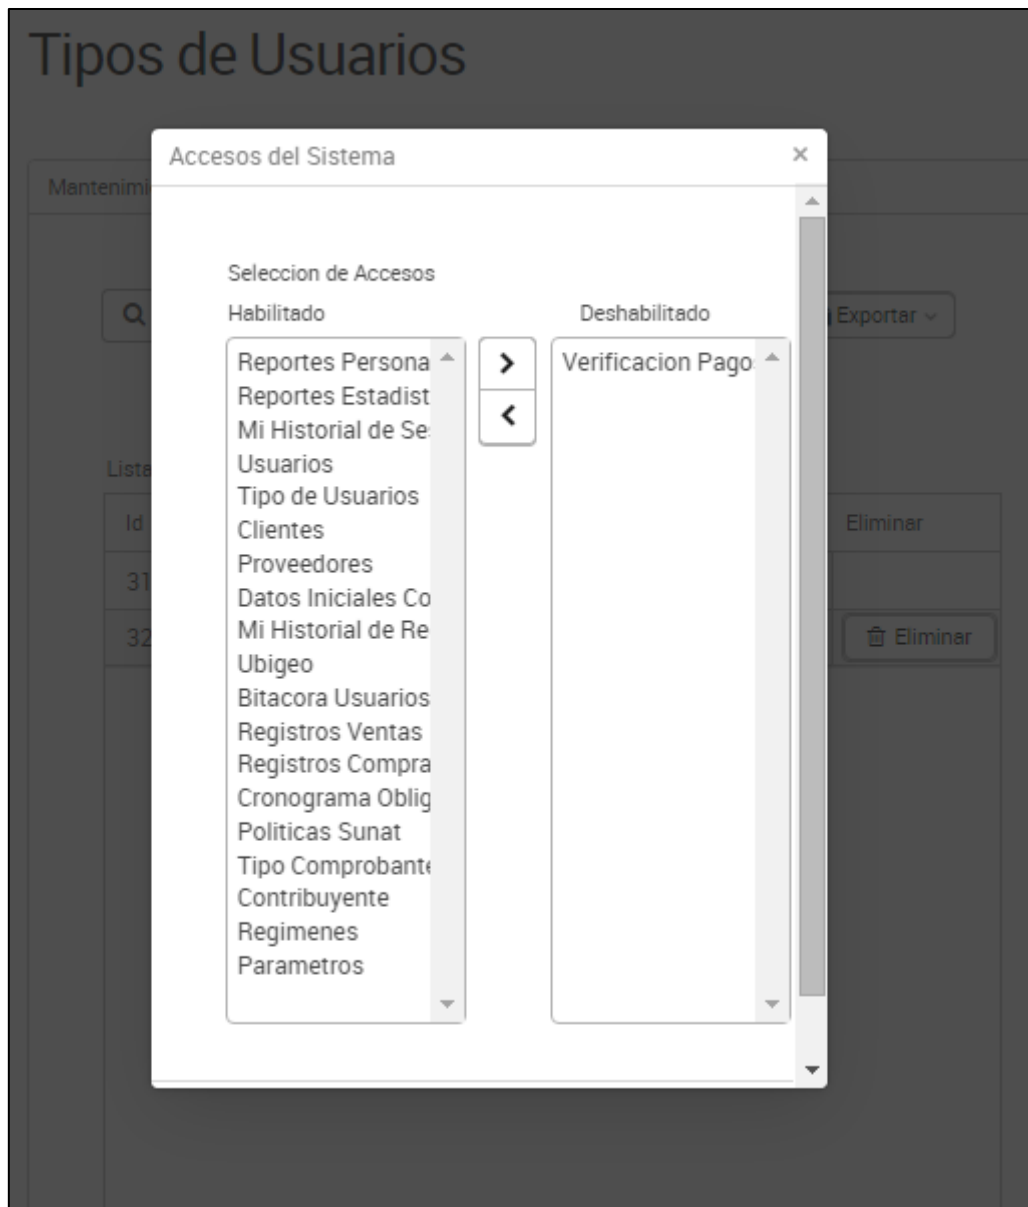 Tipos de Usuarios
Accesos del Sistema ×
Mantenimi
Seleccion de Accesos
Habilitado
Deshabilitado
Exportar
Reportes Persona
Reportes Estadist
Mi Historial de Se
Usuarios
Tipo de Usuarios
Clientes
Proveedores
Datos Iniciales Co
Mi Historial de Re
Ubigeo
Bitacora Usuarios
Registros Ventas
Registros Compra
Cronograma Oblig
Politicas Sunat
Tipo Comprobante
Contribuyente
Regimenes
Parametros
Verificacion Pago
Lista
Id
Eliminar
31
32
Eliminar